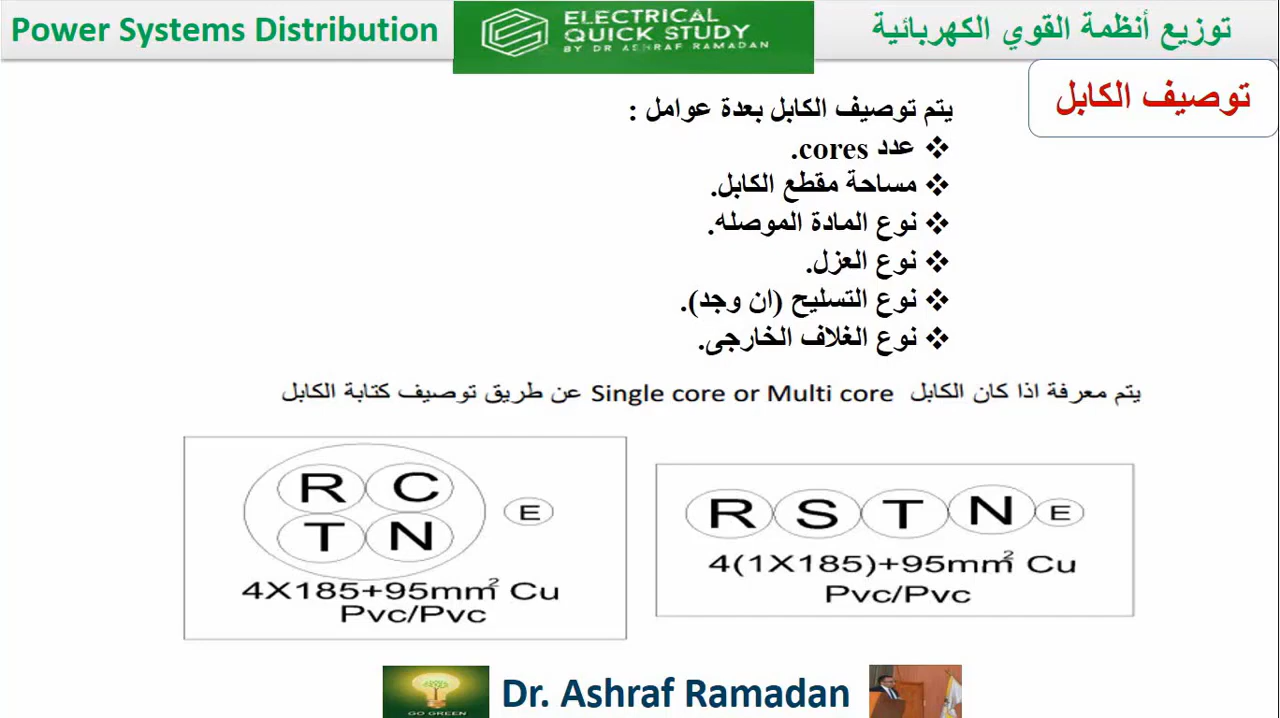 Power Systems Distribution
ELECTRICAL
QUICK STUDY
BY DR ASHRAF RAMADAN
توزيع أنظمة القوي الكهربائية
توصيف الكابل
يتم توصيف الكابل بعدة عوامل :
❖ عدد cores.
❖ مساحة مقطع الكابل.
❖ نوع المادة الموصله.
❖ نوع العزل.
❖ نوع التسليح (ان وجد).
❖ نوع الغلاف الخارجى.
يتم معرفة اذا كان الكابل Single core or Multi core عن طريق توصيف كتابة الكابل
R C
T N
E
4X185+95mm² Cu
Pvc/Pvc
R S T N E
4(1X185)+95mm² Cu
Pvc/Pvc
GO GREEN
Dr. Ashraf Ramadan